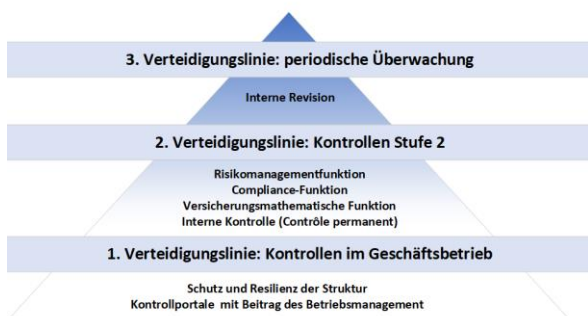 3. Verteidigungslinie: periodische Überwachung
Interne Revision
2. Verteidigungslinie: Kontrollen Stufe 2
Risikomanagementfunktion
Compliance-Funktion
Versicherungsmathematische Funktion
Interne Kontrolle (Contrôle permanent)
1. Verteidigungslinie: Kontrollen im Geschäftsbetrieb
Schutz und Resilienz der Struktur
Kontrollportale mit Beitrag des Betriebsmanagement